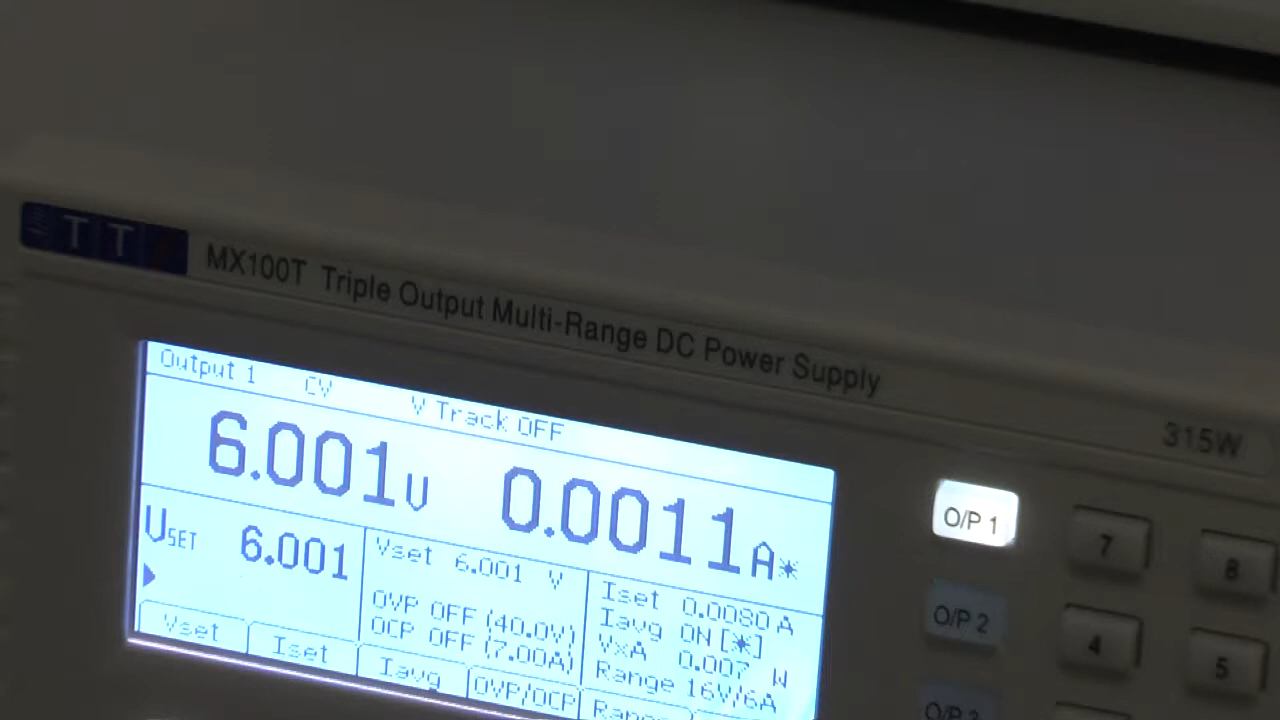 TT
MX100T Triple Output Multi-Range DC Power Supply
315W
Output 1 CV V Track OFF
6.001V 0.0011A*
USET 6.001
Vset 6.001 V
OVP OFF (40.0V)
OCP OFF (7.00A)
Iset 0.0080 A
Iavg ON[*]
VxA 0.007 W
Range 16V/6A
Vset Iset Iavg OVP/OCP
O/P 1 7 8
O/P 2 4 5